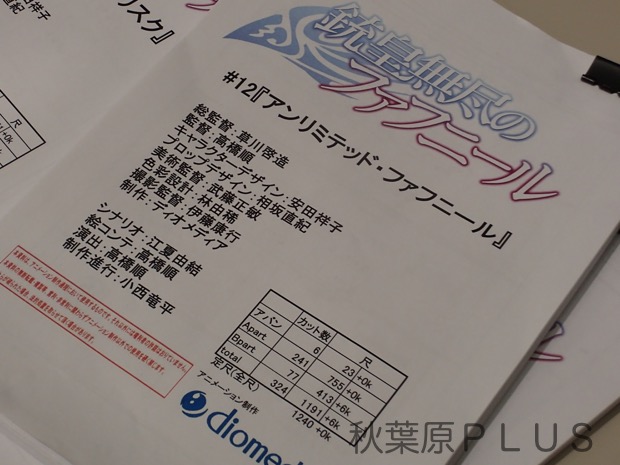 リスク』
銃皇無尽の
ファフニール
#12『アンリミテッド・ファフニール』
総監督：草川啓造
監督：高橋順
キャラクターデザイン：安田祥子
プロップデザイン：相坂直紀
美術監督：武藤正敏
色彩設計：林由稀
撮影監督：伊藤康行
制作：ディオメディア
シナリオ：江夏由結
絵コンテ：高橋順
演出：高橋順
制作進行：小西竜平
カット数 尺
アバン 6 23+0k
Apart 241 755+0k
Bpart 77 413+6k
total 324 1191+6k
定尺(全尺) 1240+0k
アニメーション制作
diomed
秋葉原PLUS